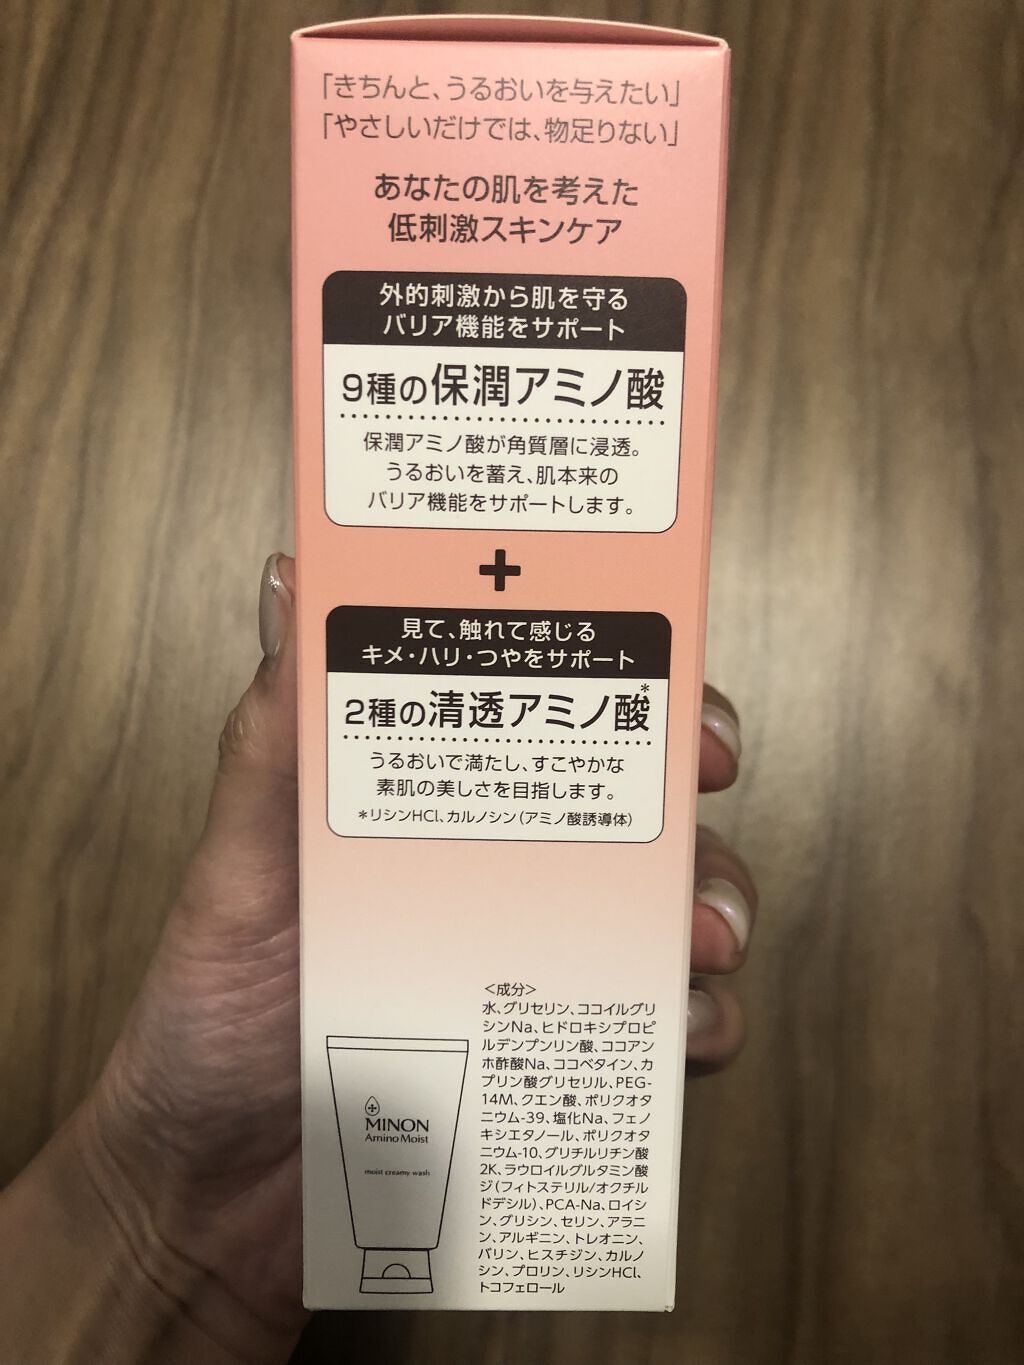 「きちんと、うるおいを与えたい」
「やさしいだけでは、物足りない」
あなたの肌を考えた
低刺激スキンケア
外的刺激から肌を守る
バリア機能をサポート
9種の保潤アミノ酸
保潤アミノ酸が角質層に浸透。
うるおいを蓄え、肌本来の
バリア機能をサポートします。
+
見て、触れて感じる
キメ・ハリ・つやをサポート
2種の清透アミノ酸*
うるおいで満たし、すこやかな
素肌の美しさを目指します。
*リシンHCl、カルノシン(アミノ酸誘導体)
<成分>
水、グリセリン、ココイルグリ
シンNa、ヒドロキシプロピ
ルデンプンリン酸、ココアン
ホ酢酸Na、ココベタイン、カ
プリン酸グリセリル、PEG-
14M、クエン酸、ポリクオタ
ニウム-39、塩化Na、フェノ
キシエタノール、ポリクオタ
ニウム-10、グリチルリチン酸
2K、ラウロイルグルタミン酸
ジ(フィトステリル/オクチル
ドデシル)、PCA-Na、ロイシ
ン、グリシン、セリン、アラニ
ン、アルギニン、トレオニン、
バリン、ヒスチジン、カルノ
シン、プロリン、リシンHCl、
トコフェロール
MINON
Amino Moist
moist creamy wash